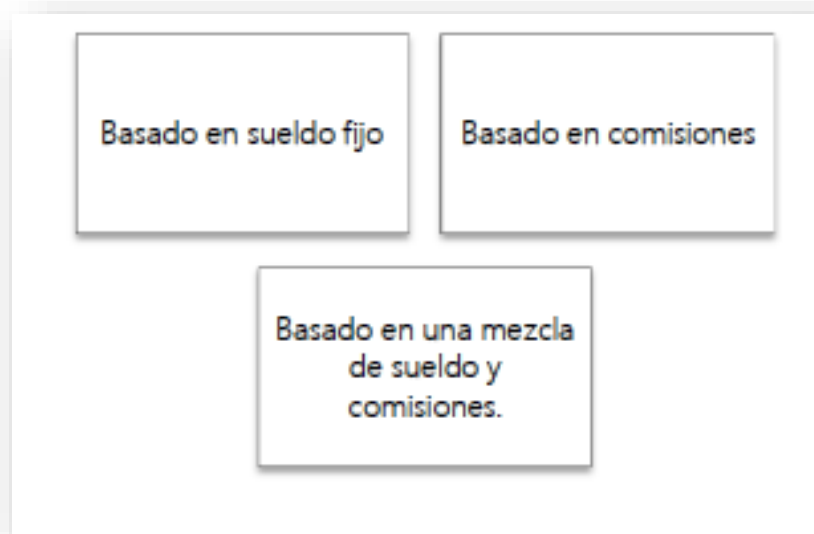 Basado en sueldo fijo
Basado en comisiones
Basado en una mezcla
de sueldo y
comisiones.